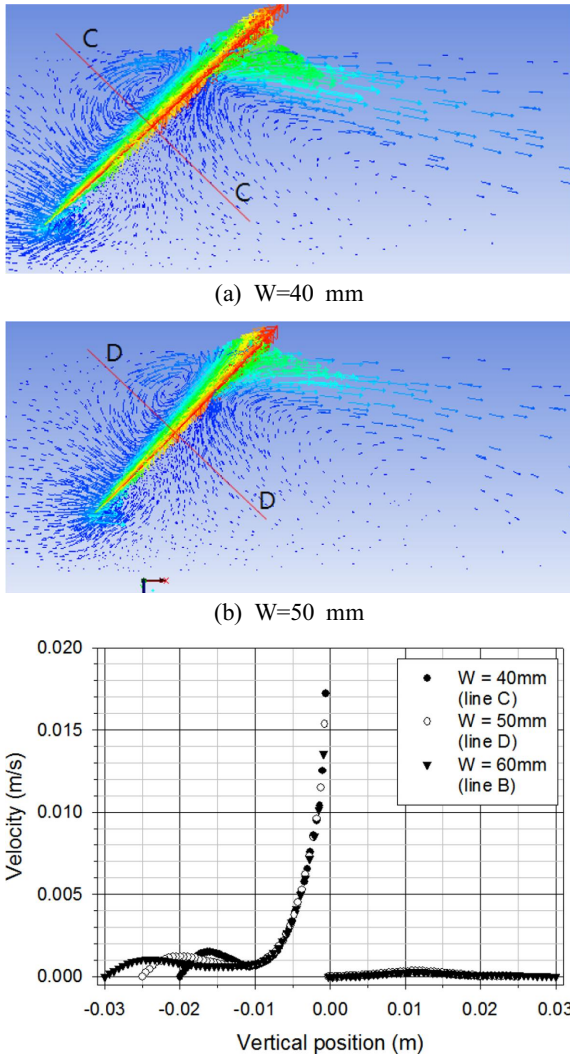 C
C
(a) W=40 mm
D
D
(b) W=50 mm
0.020
0.015
0.010
0.005
0.000
Velocity (m/s)
W = 40mm
(line C)
W = 50mm
(line D)
W = 60mm
(line B)
-0.03 -0.02 -0.01 0.00 0.01 0.02 0.03
Vertical position (m)